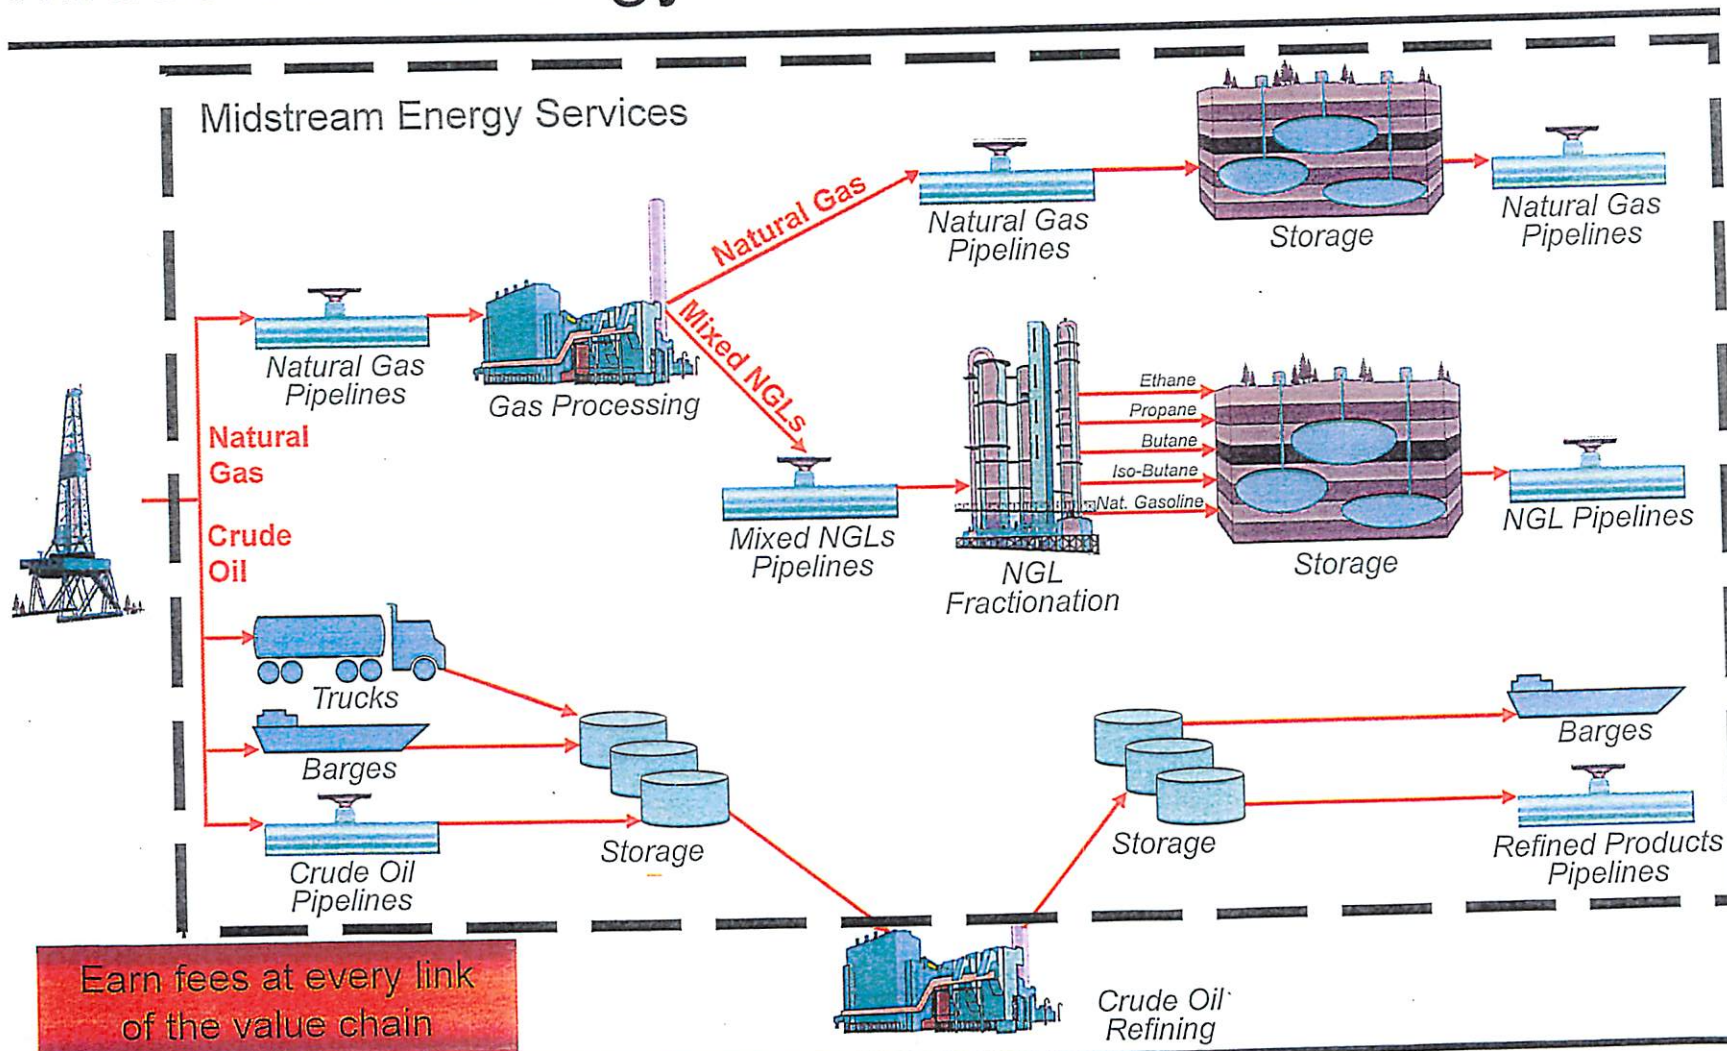 Midstream Energy Services
Natural Gas
Natural Gas
Pipelines
Storage
Natural Gas
Pipelines
Natural Gas
Pipelines
Gas Processing
Mixed NGLs
Natural
Gas
Crude
Oil
Mixed NGLs
Pipelines
NGL
Fractionation
Ethane
Propane
Butane
Iso-Butane
Nat. Gasoline
Storage
NGL Pipelines
Trucks
Barges
Crude Oil
Pipelines
Storage
Storage
Barges
Refined Products
Pipelines
Crude Oil
Refining
Earn fees at every link
of the value chain